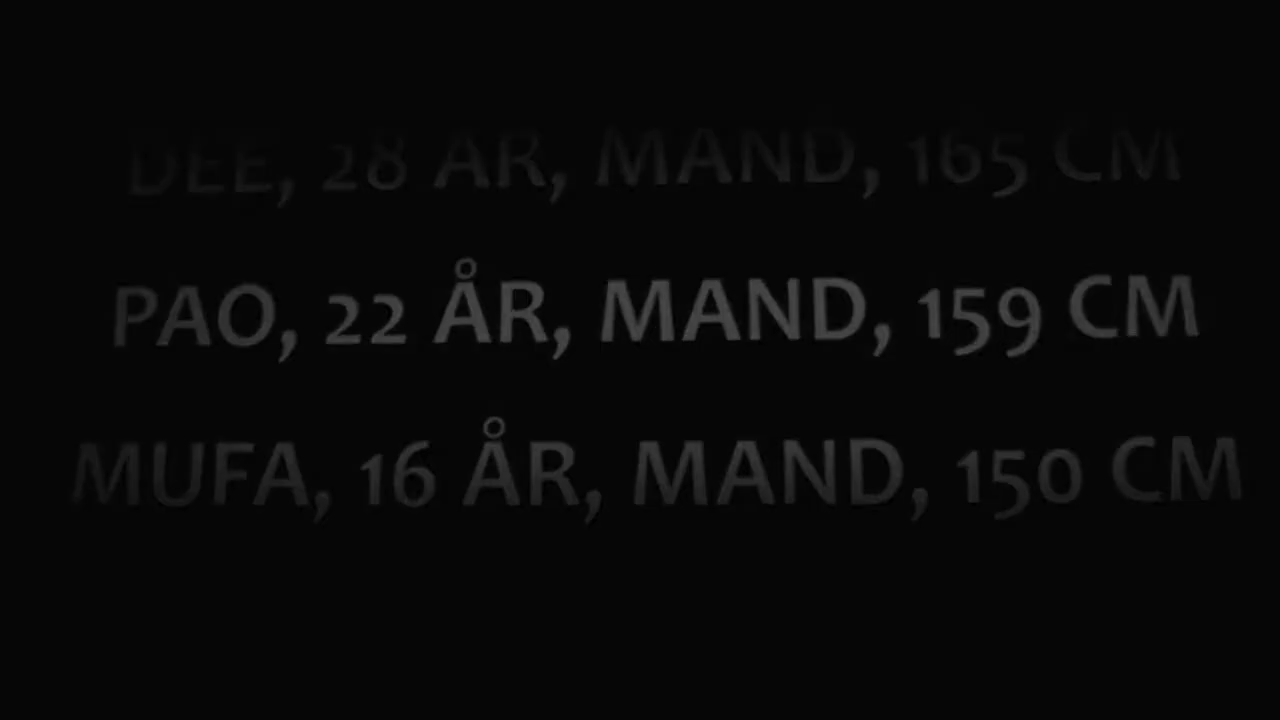 DEE, 28 ÅR, MAND, 165 CM
PAO, 22 ÅR, MAND, 159 CM
MUFA, 16 ÅR, MAND, 150 CM